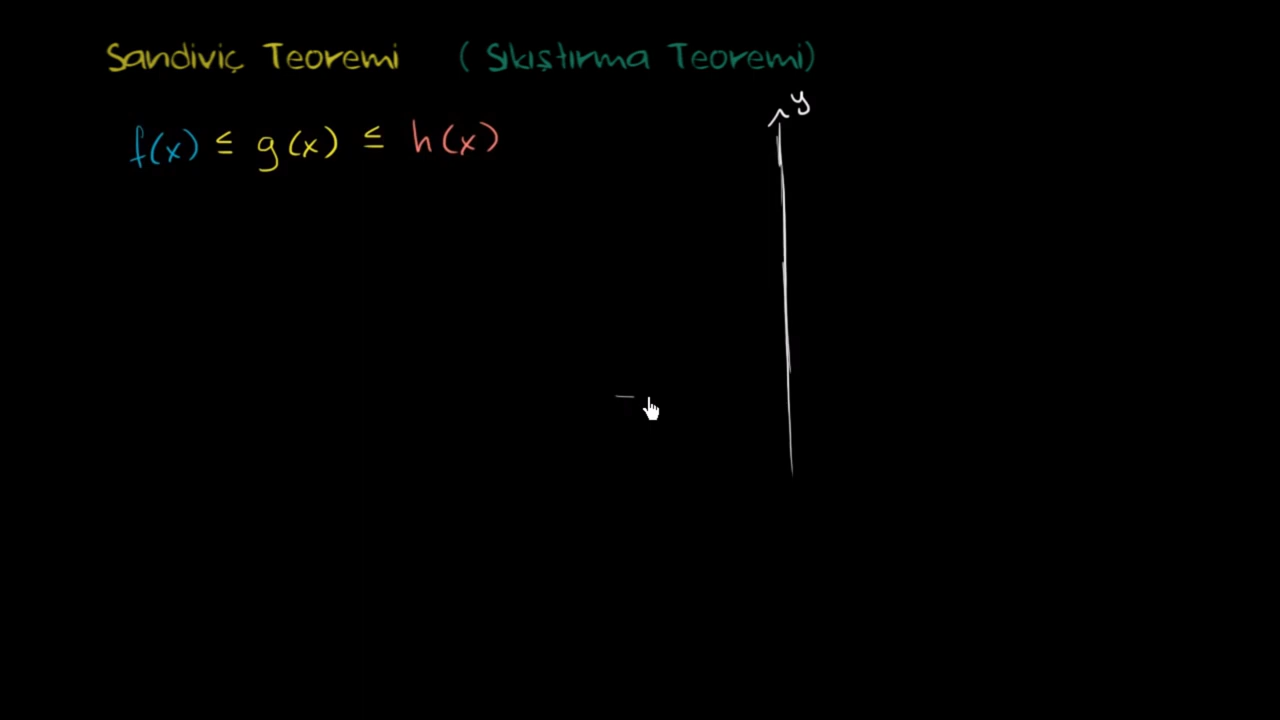 Sandiviç Teoremi ( Sıkıştırma Teoremi)
f(x) ≤ g(x) ≤ h(x)
y